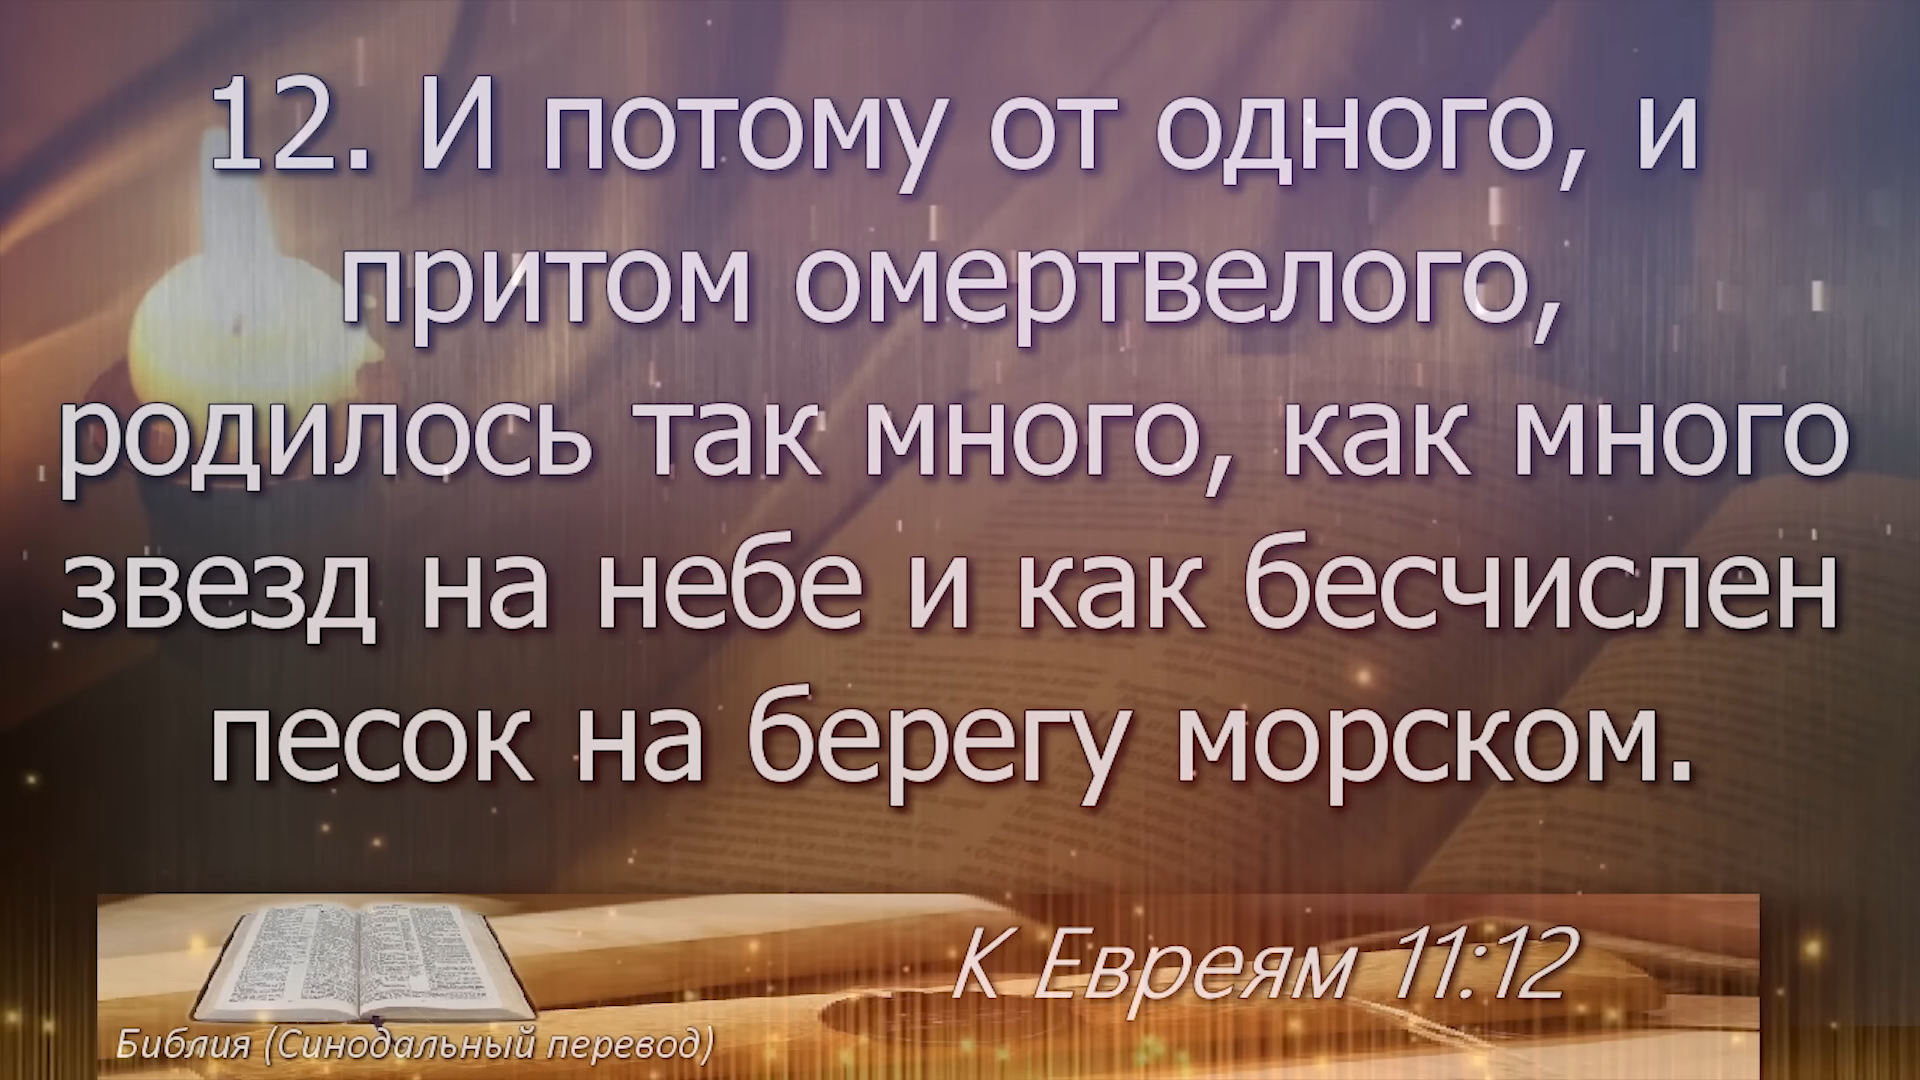 12. И потому от одного, и
притом омертвелого,
родилось так много, как много
звезд на небе и как бесчислен
песок на берегу морском.
К Евреям 11:12
Библия (Синодальный перевод)